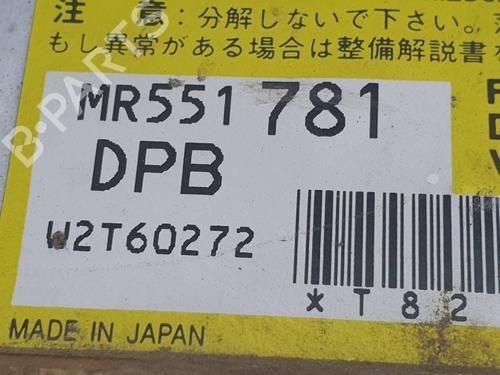 注　意：分解しないで下さい。
もし異常がある場合は整備解説書を
MR551 781
DPB
W2T60272
*T82
MADE IN JAPAN
B-PARTS